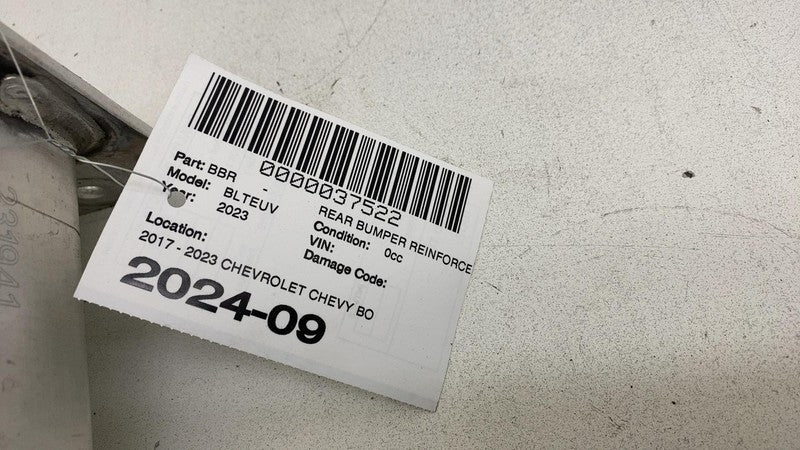 0000037522
Part: BBR - REAR BUMPER REINFORCE
Model: BLTEUV Condition: 0cc
Year: 2023 VIN:
Damage Code:
Location:
2017 - 2023 CHEVROLET CHEVY BO
2024-09